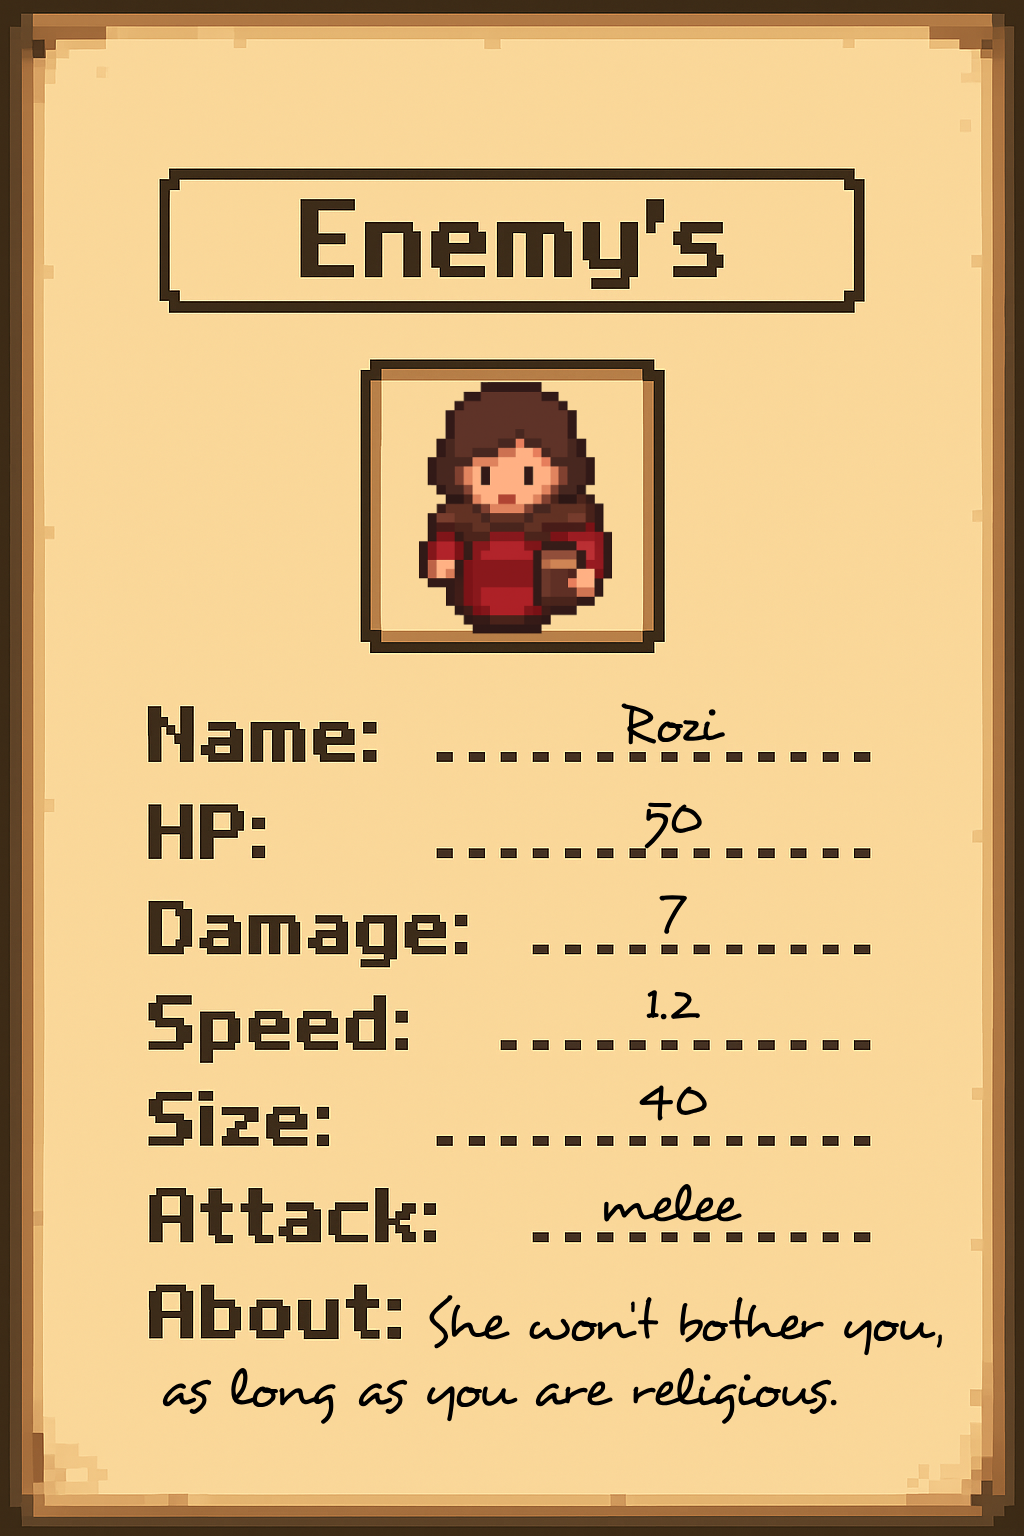 Enemy's
Name: Rozi
HP: 50
Damage: 7
Speed: 1.2
Size: 40
Attack: melee
About: She won't bother you,
as long as you are religious.